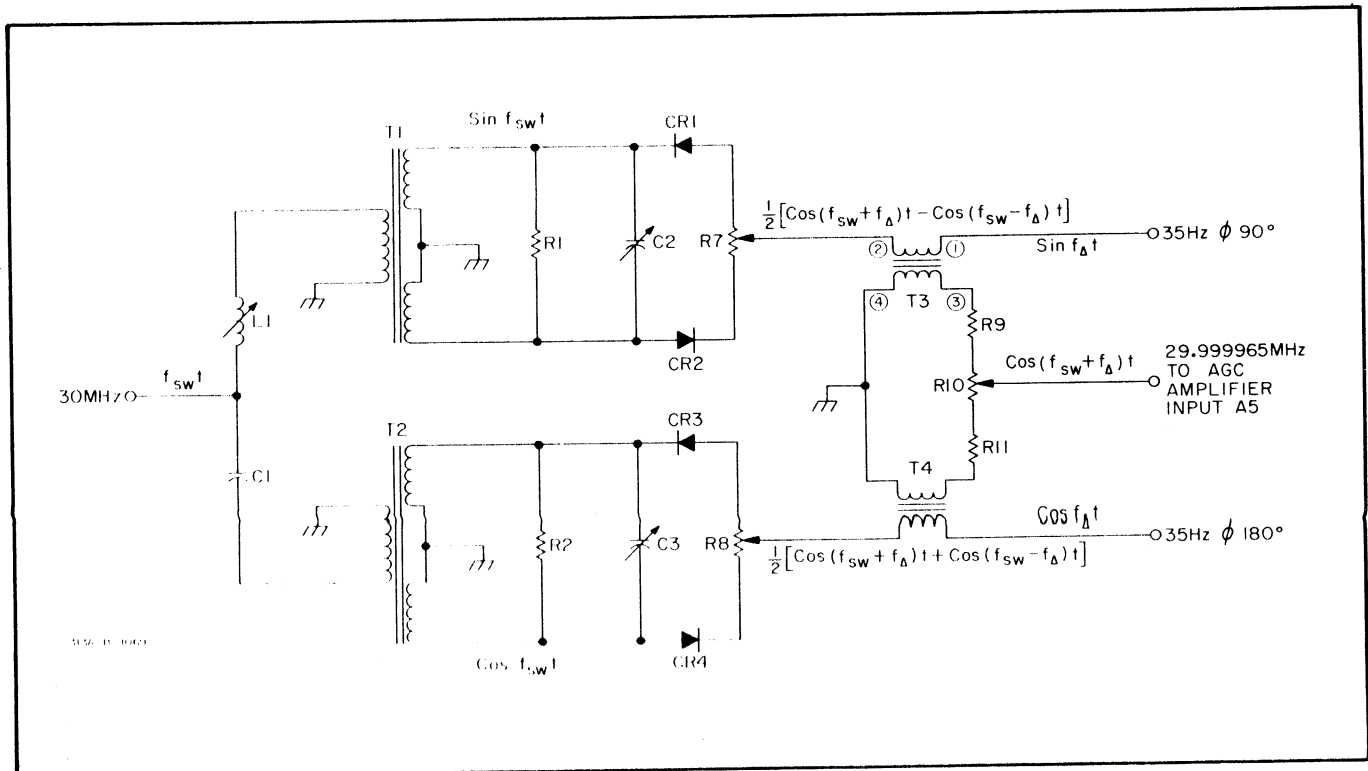 Sin f_SW t
T1
CR1
½[Cos(f_SW+f_Δ)t - Cos(f_SW-f_Δ)t]
R1
C2
R7
② ①
35Hz ϕ 90°
Sin f_Δ t
④ T3 ③
L1
CR2
R9
f_SW t
30MHz
Cos(f_SW+f_Δ)t
29.999965MHz
TO AGC
AMPLIFIER
INPUT A5
R10
T2
CR3
R11
C1
T4
Cos f_Δ t
R2
C3
R8
35Hz ϕ 180°
½[Cos(f_SW+f_Δ)t + Cos(f_SW-f_Δ)t]
Cos f_SW t
CR4